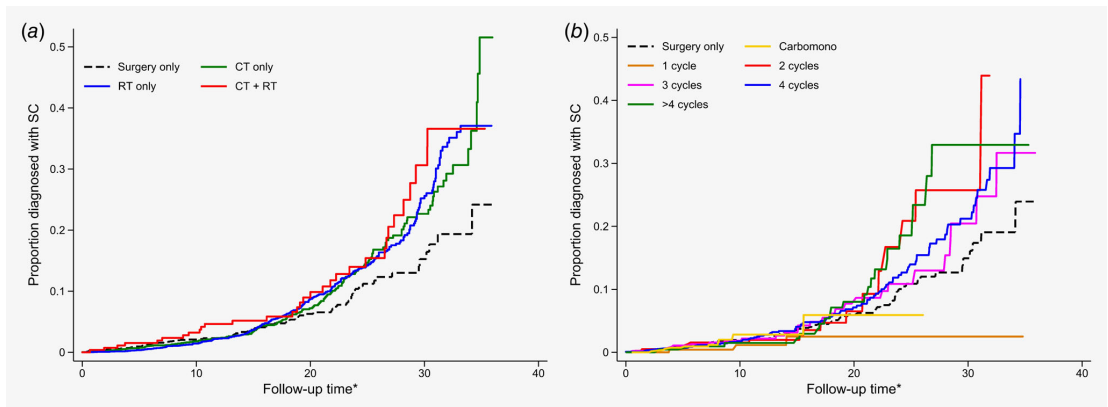 (a)
Proportion diagnosed with SC
0.5
0.4
0.3
0.2
0.1
0
Surgery only
CT only
RT only
CT + RT
0
10
20
30
40
Follow-up time*
(b)
Proportion diagnosed with SC
0.5
0.4
0.3
0.2
0.1
0
Surgery only
Carbomono
1 cycle
2 cycles
3 cycles
4 cycles
>4 cycles
0
10
20
30
40
Follow-up time*